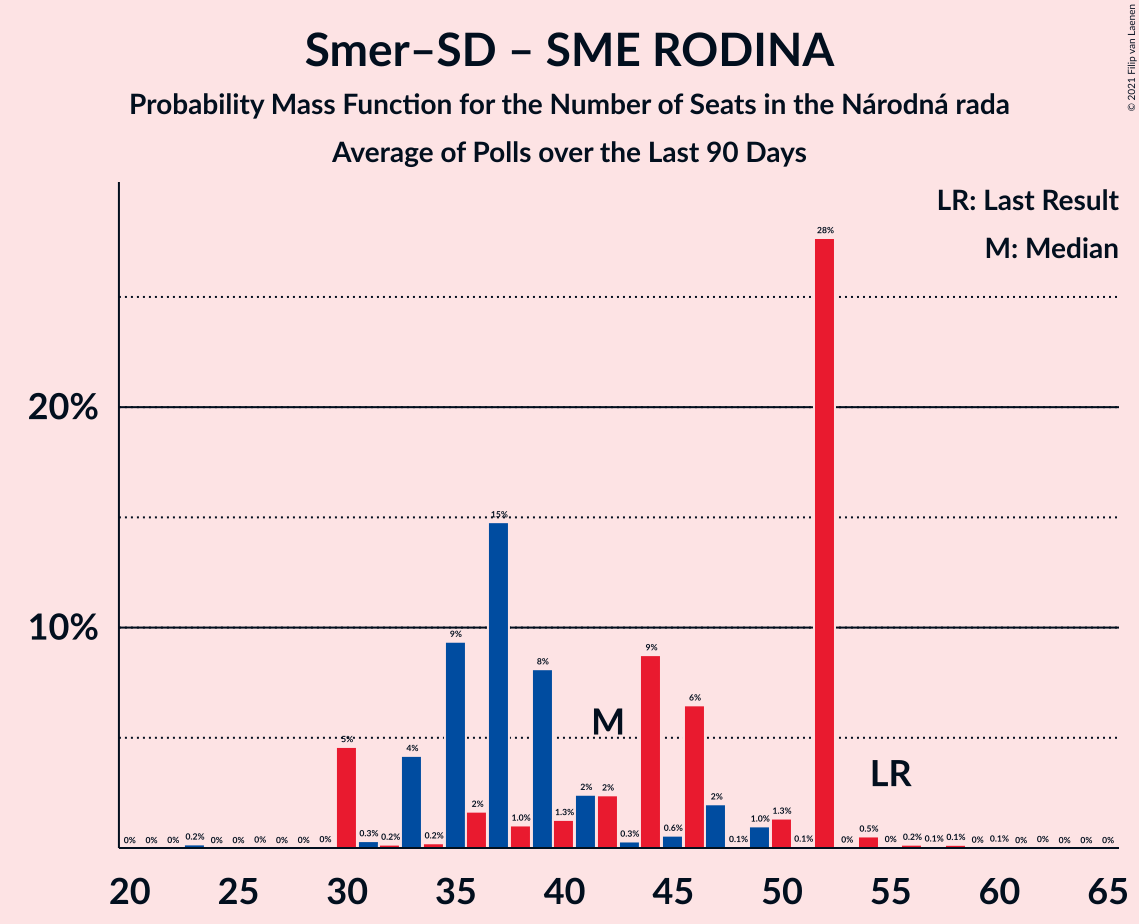 Smer–SD – SME RODINA
Probability Mass Function for the Number of Seats in the Národná rada
Average of Polls over the Last 90 Days
© 2021 Filip van Laenen
LR: Last Result
M: Median
20%
10%
0% 0% 0% 0.2% 0% 0% 0% 0% 0% 0% 5% 0.3% 0.2% 4% 0.2% 9% 2% 15% 1.0% 8% 1.3% 2% 2% 0.3% 9% 0.6% 6% 2% 0.1% 1.0% 1.3% 0.1% 28% 0% 0.5% 0% 0.2% 0.1% 0.1% 0% 0.1% 0% 0% 0% 0% 0%
M
LR
20 25 30 35 40 45 50 55 60 65